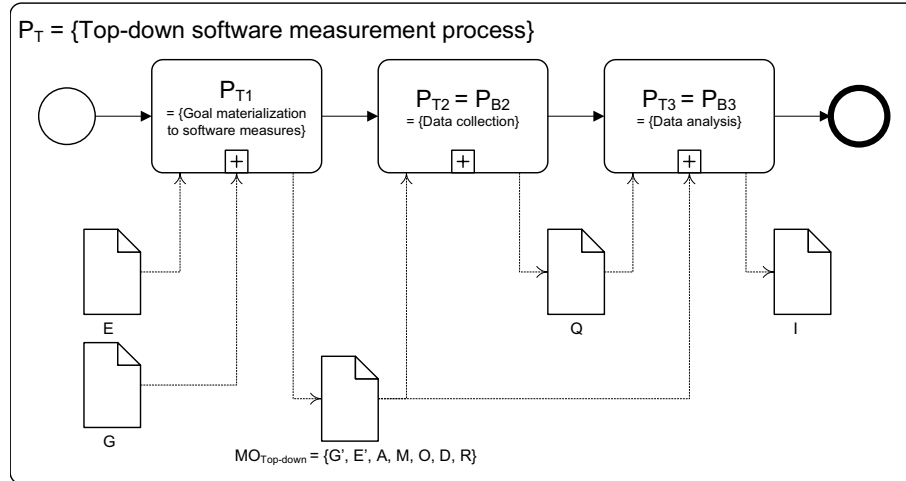 P_T = {Top-down software measurement process}
P_T1
= {Goal materialization
to software measures}
P_T2 = P_B2
= {Data collection}
P_T3 = P_B3
= {Data analysis}
+
+
+
E
Q
I
G
MO_Top-down = {G’, E’, A, M, O, D, R}